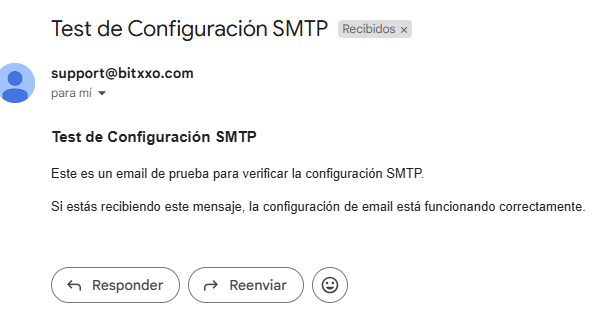 Test de Configuración SMTP Recibidos ×
support@bitxxo.com
para mí
Test de Configuración SMTP
Este es un email de prueba para verificar la configuración SMTP.
Si estás recibiendo este mensaje, la configuración de email está funcionando correctamente.
Responder Reenviar